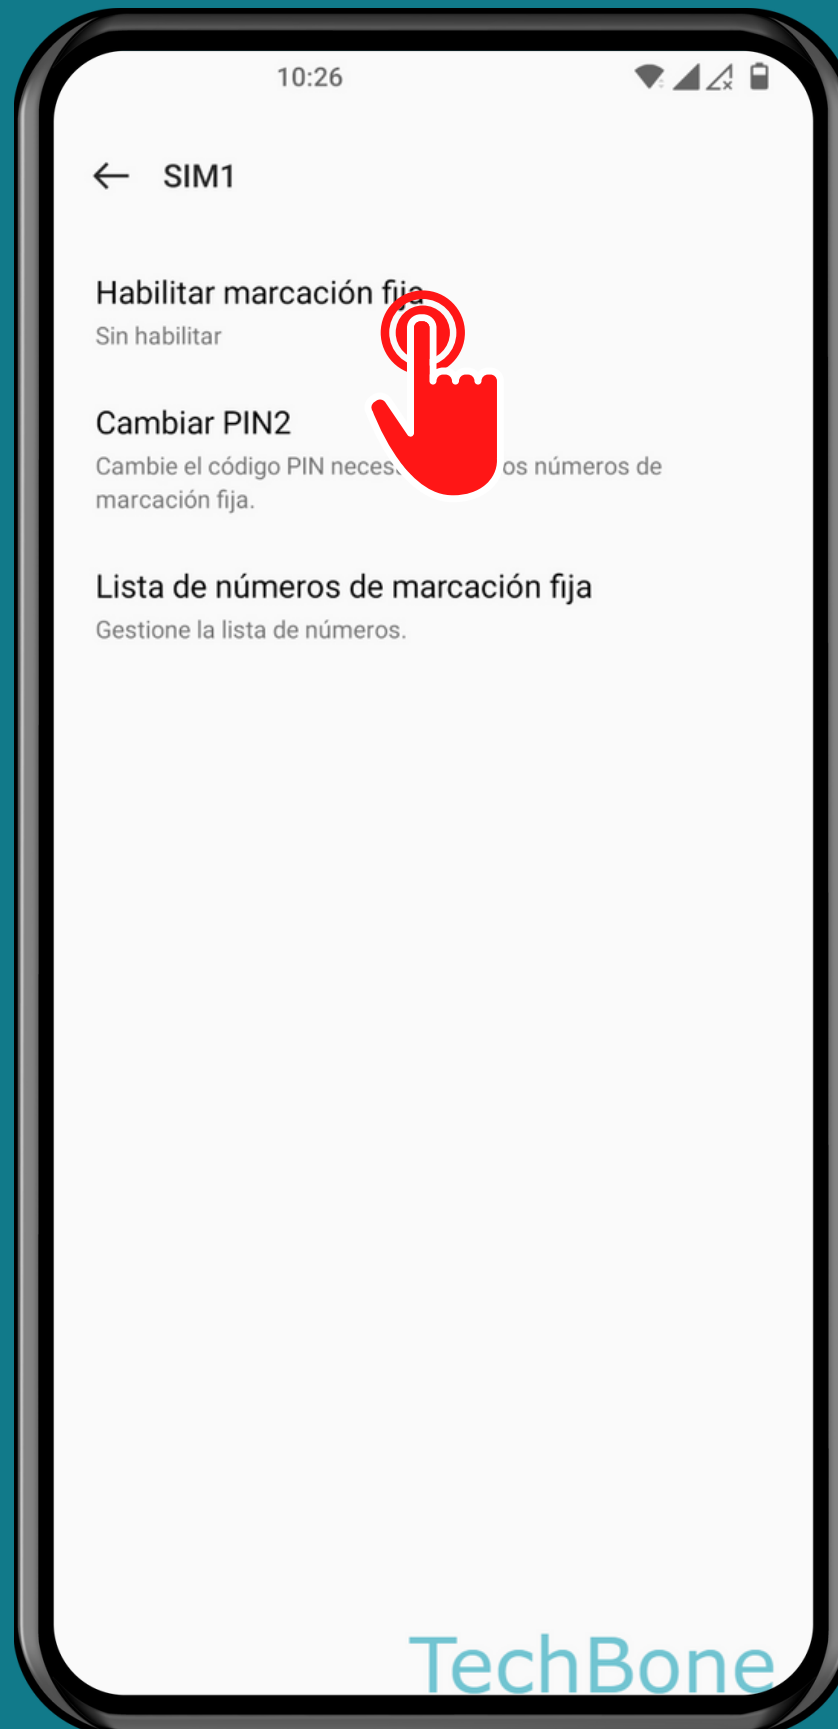 10:26
SIM1
Habilitar marcación fija
Sin habilitar
Cambiar PIN2
Cambie el código PIN os números de
marcación fija.
Lista de números de marcación fija
Gestione la lista de números.
TechBone